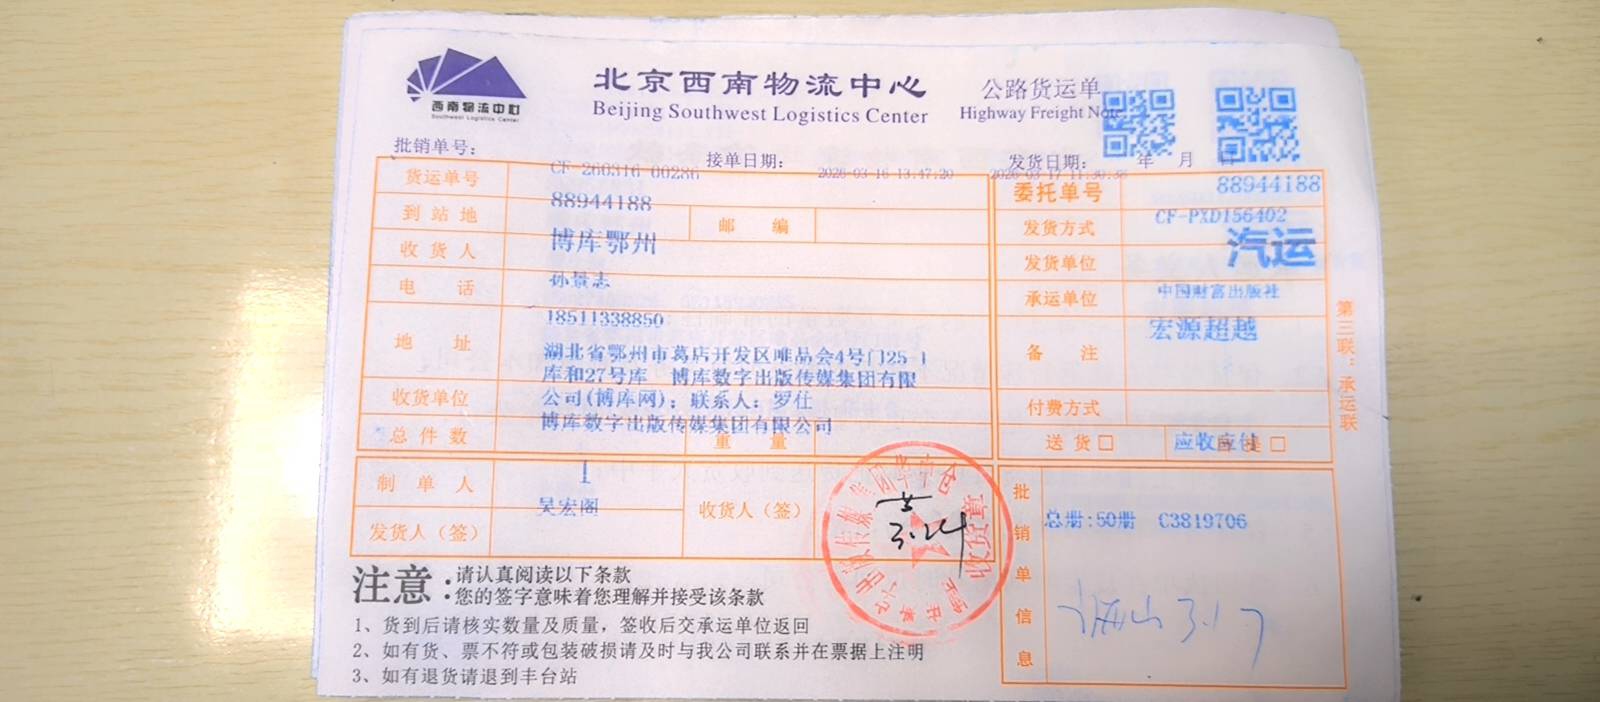 西南物流中心
Southwest Logistics Center
北京西南物流中心
Beijing Southwest Logistics Center
公路货运单
Highway Freight Note
批销单号：
CF-260316-00286
接单日期：
2026-03-16 13:47:20
发货日期： 年 月 日
2026-03-17 11:30:38
货运单号
88944188
委托单号
88944188
到站地
博库鄂州
邮编
发货方式
CF-PXD156402
汽运
收货人
孙景志
发货单位
中国财富出版社
电话
18511338850
承运单位
宏源超越
地址
湖北省鄂州市葛店开发区唯品会4号门25-1
库和27号库 博库数字出版传媒集团有限
公司(博库网)；联系人：罗仕
备注
收货单位
博库数字出版传媒集团有限公司
付费方式
总件数
1
重量
送货□
应收应付
自提□
制单人
吴宏阁
收货人（签）
3.24
发货人（签）
批销单信息
总册:50册 C3819706
3.17
第三联：承运联
注意：
请认真阅读以下条款
您的签字意味着您理解并接受该条款
1、货到后请核实数量及质量，签收后交承运单位返回
2、如有货、票不符或包装破损请及时与我公司联系并在票据上注明
3、如有退货请退到丰台站